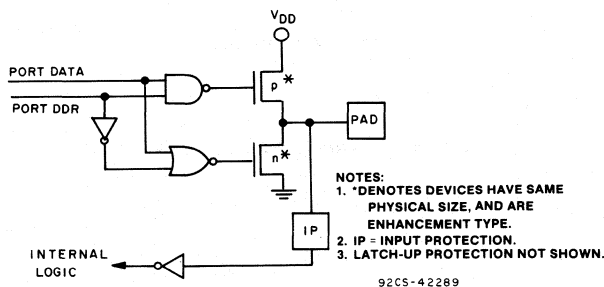 VDD
PORT DATA
p*
PORT DDR
PAD
n*
NOTES:
1. *DENOTES DEVICES HAVE SAME
PHYSICAL SIZE, AND ARE
ENHANCEMENT TYPE.
2. IP = INPUT PROTECTION.
3. LATCH-UP PROTECTION NOT SHOWN.
IP
INTERNAL
LOGIC
92CS-42289